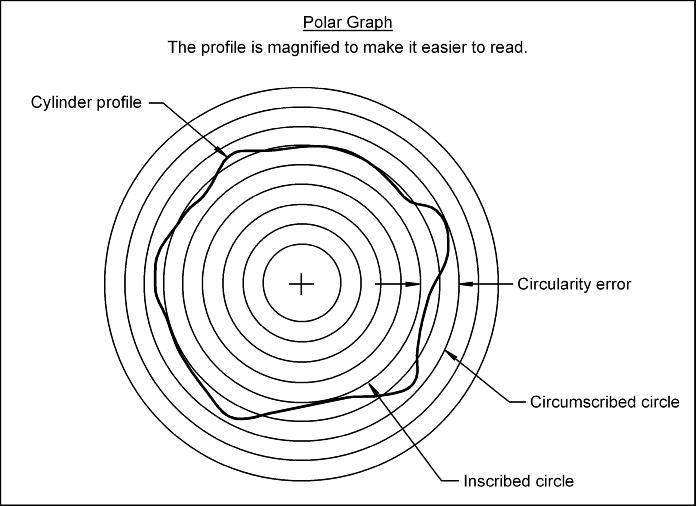 Polar Graph
The profile is magnified to make it easier to read.
Cylinder profile
Circularity error
Circumscribed circle
Inscribed circle